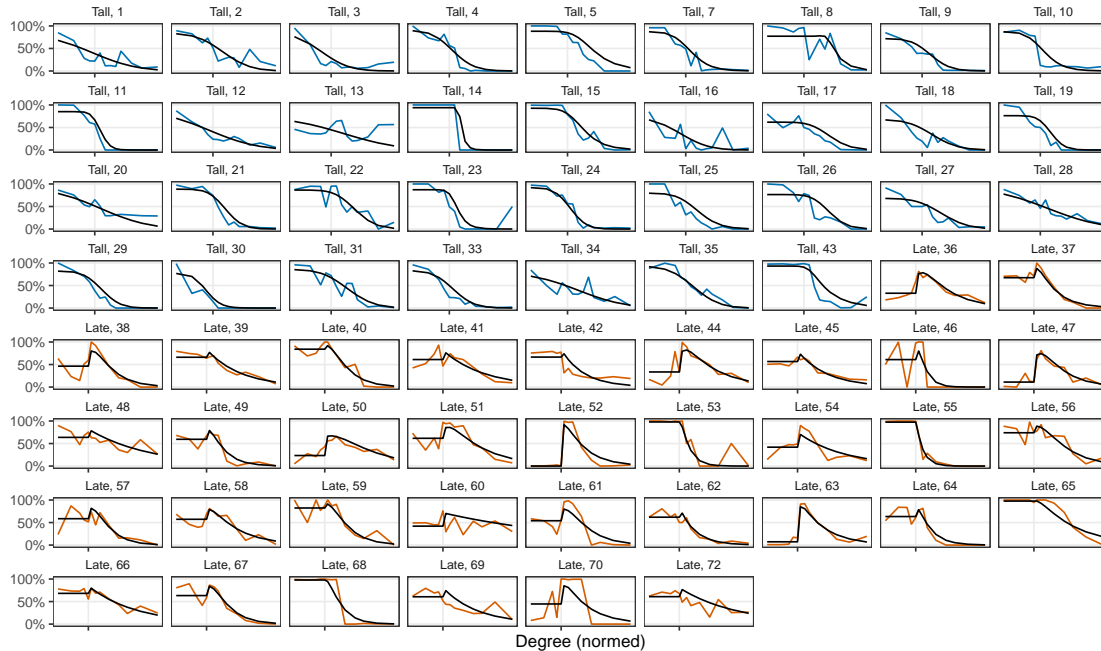 Tall, 1 Tall, 2 Tall, 3 Tall, 4 Tall, 5 Tall, 7 Tall, 8 Tall, 9 Tall, 10
100%
50%
0%
Tall, 11 Tall, 12 Tall, 13 Tall, 14 Tall, 15 Tall, 16 Tall, 17 Tall, 18 Tall, 19
100%
50%
0%
Tall, 20 Tall, 21 Tall, 22 Tall, 23 Tall, 24 Tall, 25 Tall, 26 Tall, 27 Tall, 28
100%
50%
0%
Tall, 29 Tall, 30 Tall, 31 Tall, 33 Tall, 34 Tall, 35 Tall, 43 Late, 36 Late, 37
100%
50%
0%
Late, 38 Late, 39 Late, 40 Late, 41 Late, 42 Late, 44 Late, 45 Late, 46 Late, 47
100%
50%
0%
Late, 48 Late, 49 Late, 50 Late, 51 Late, 52 Late, 53 Late, 54 Late, 55 Late, 56
100%
50%
0%
Late, 57 Late, 58 Late, 59 Late, 60 Late, 61 Late, 62 Late, 63 Late, 64 Late, 65
100%
50%
0%
Late, 66 Late, 67 Late, 68 Late, 69 Late, 70 Late, 72
100%
50%
0%
Degree (normed)